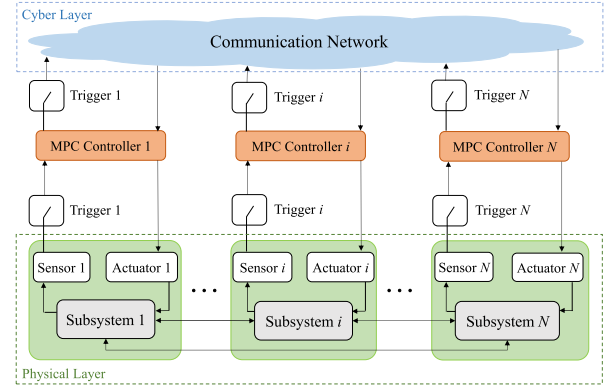 Cyber Layer
Communication Network
Trigger 1
Trigger i
Trigger N
MPC Controller 1
MPC Controller i
MPC Controller N
Trigger 1
Trigger i
Trigger N
Sensor 1
Actuator 1
Sensor i
Actuator i
Sensor N
Actuator N
Subsystem 1
Subsystem i
Subsystem N
Physical Layer